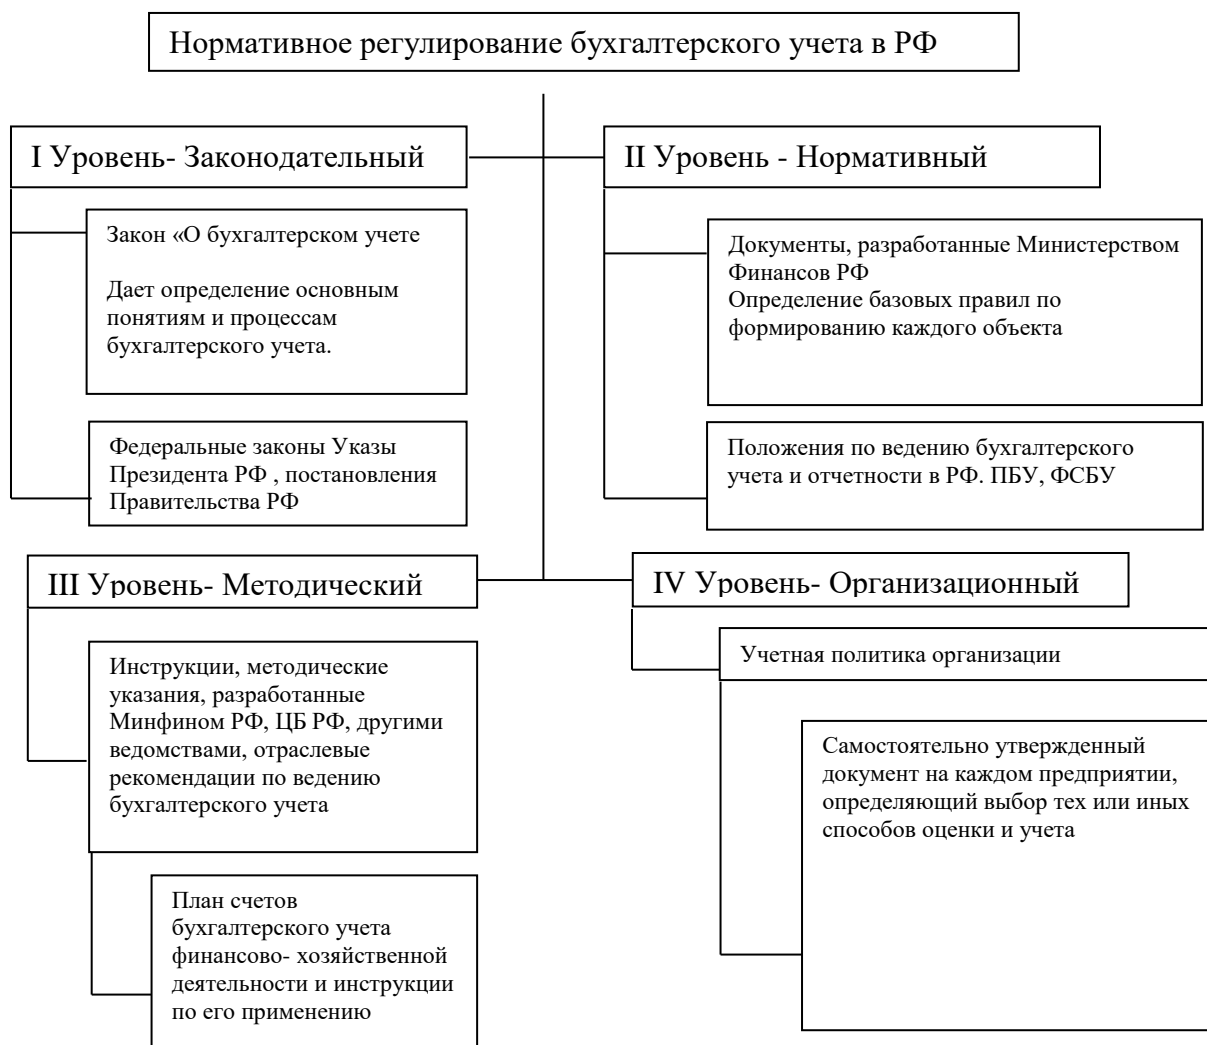 Нормативное регулирование бухгалтерского учета в РФ
I Уровень- Законодательный
Закон «О бухгалтерском учете
Дает определение основным
понятиям и процессам
бухгалтерского учета.
Федеральные законы Указы
Президента РФ , постановления
Правительства РФ
II Уровень - Нормативный
Документы, разработанные Министерством
Финансов РФ
Определение базовых правил по
формированию каждого объекта
Положения по ведению бухгалтерского
учета и отчетности в РФ. ПБУ, ФСБУ
III Уровень- Методический
Инструкции, методические
указания, разработанные
Минфином РФ, ЦБ РФ, другими
ведомствами, отраслевые
рекомендации по ведению
бухгалтерского учета
План счетов
бухгалтерского учета
финансово- хозяйственной
деятельности и инструкции
по его применению
IV Уровень- Организационный
Учетная политика организации
Самостоятельно утвержденный
документ на каждом предприятии,
определяющий выбор тех или иных
способов оценки и учета